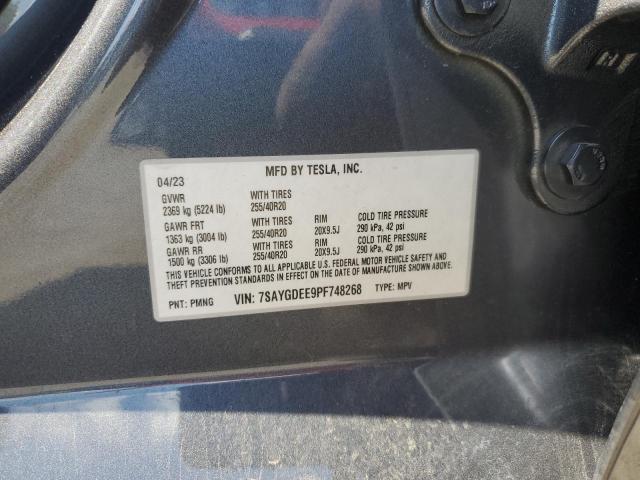 MFD BY TESLA, INC.
04/23
GVWR WITH TIRES
2369 kg (5224 lb) 255/40R20
GAWR FRT WITH TIRES RIM COLD TIRE PRESSURE
1363 kg (3004 lb) 255/40R20 20X9.5J 290 kPa, 42 psi
GAWR RR WITH TIRES RIM COLD TIRE PRESSURE
1500 kg (3306 lb) 255/40R20 20X9.5J 290 kPa, 42 psi
THIS VEHICLE CONFORMS TO ALL APPLICABLE FEDERAL MOTOR VEHICLE SAFETY AND
THEFT PREVENTION STANDARDS IN EFFECT ON THE DATE OF MANUFACTURE SHOWN ABOVE.
PNT: PMNG VIN: 7SAYGDEE9PF748268 TYPE: MPV